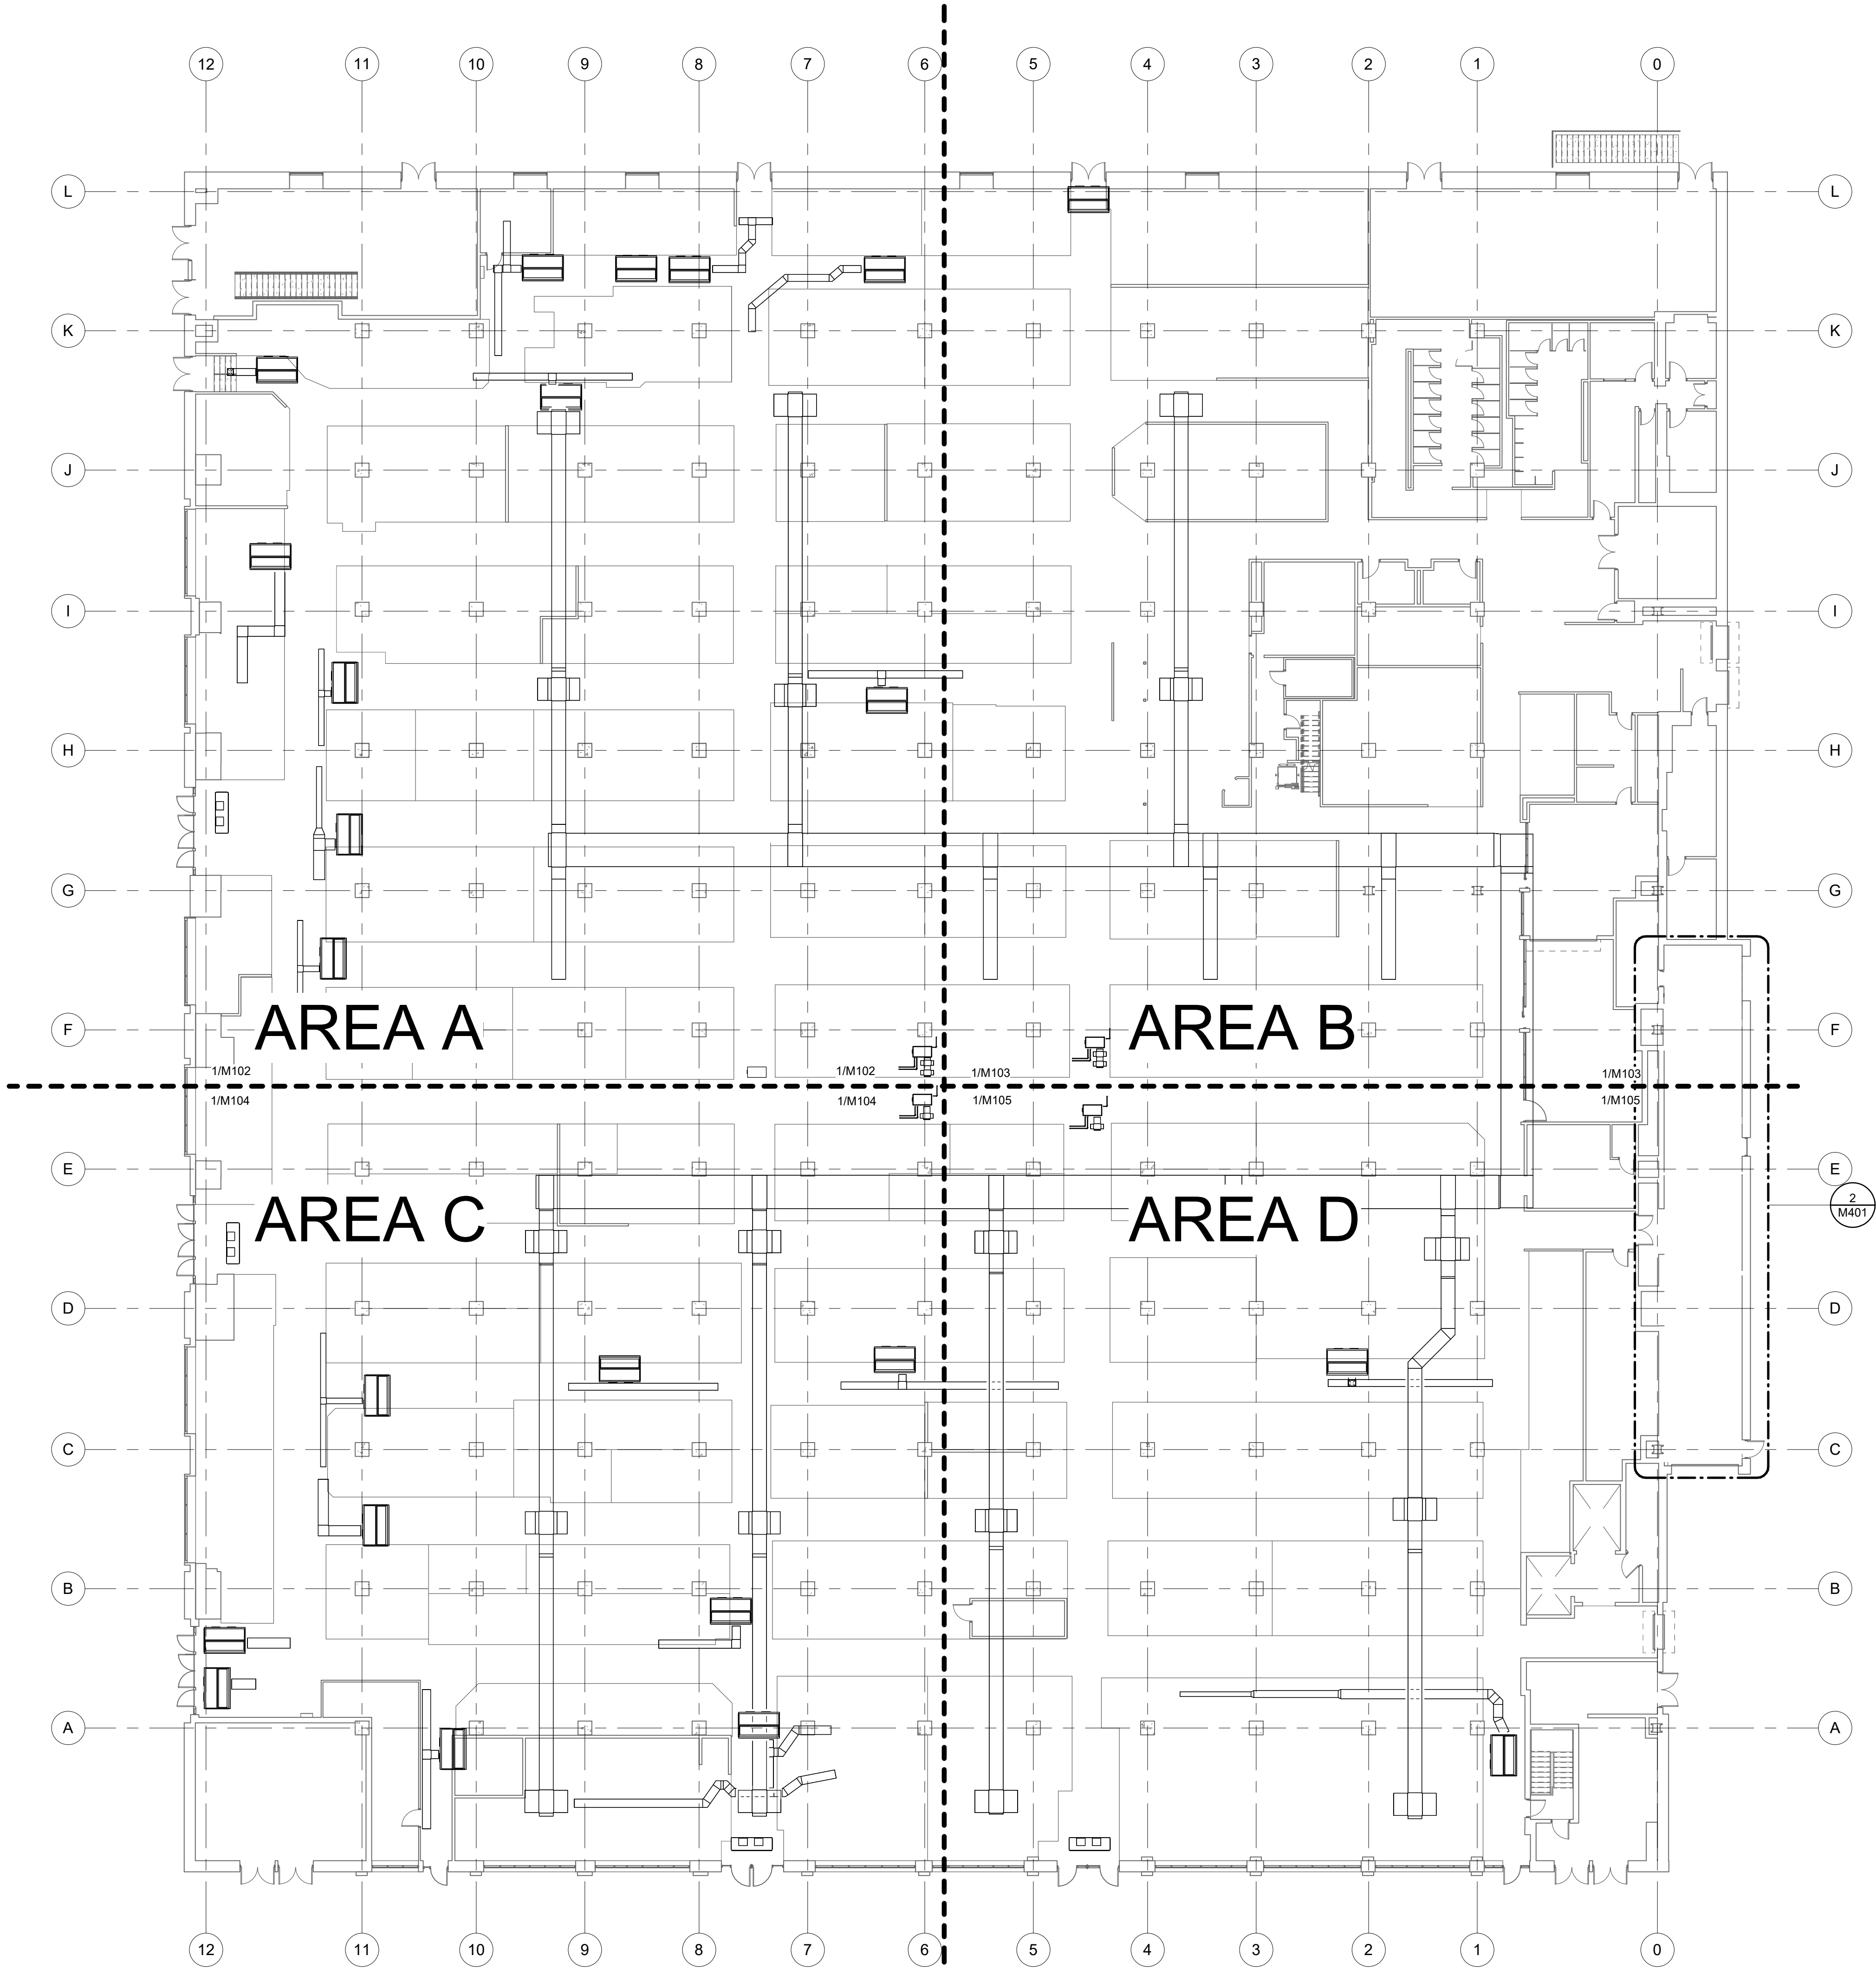 12 11 10 9 8 7 6 5 4 3 2 1 0
L L
K K
J J
I I
H H
G G
F F
AREA A AREA B
1/M102 1/M102 1/M103 1/M103
1/M104 1/M104 1/M105 1/M105
E E
AREA C AREA D
2
M401
D D
C C
B B
A A
12 11 10 9 8 7 6 5 4 3 2 1 0